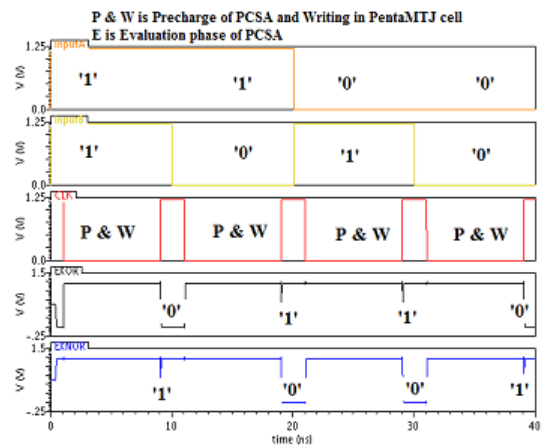 P & W is Precharge of PCSA and Writing in PentaMTJ cell
E is Evaluation phase of PCSA
InputA
1.25
V (V)
0.0
'1' '1' '0' '0'
InputB
1.25
V (V)
0.0
'1' '0' '1' '0'
CLK
1.25
V (V)
0.0
P & W P & W P & W P & W
EXOR
1.5
V (V)
-.25
'0' '1' '1' '0'
EXNOR
1.5
V (V)
-.25
'1' '0' '0' '1'
0 10 20 30 40
time (ns)